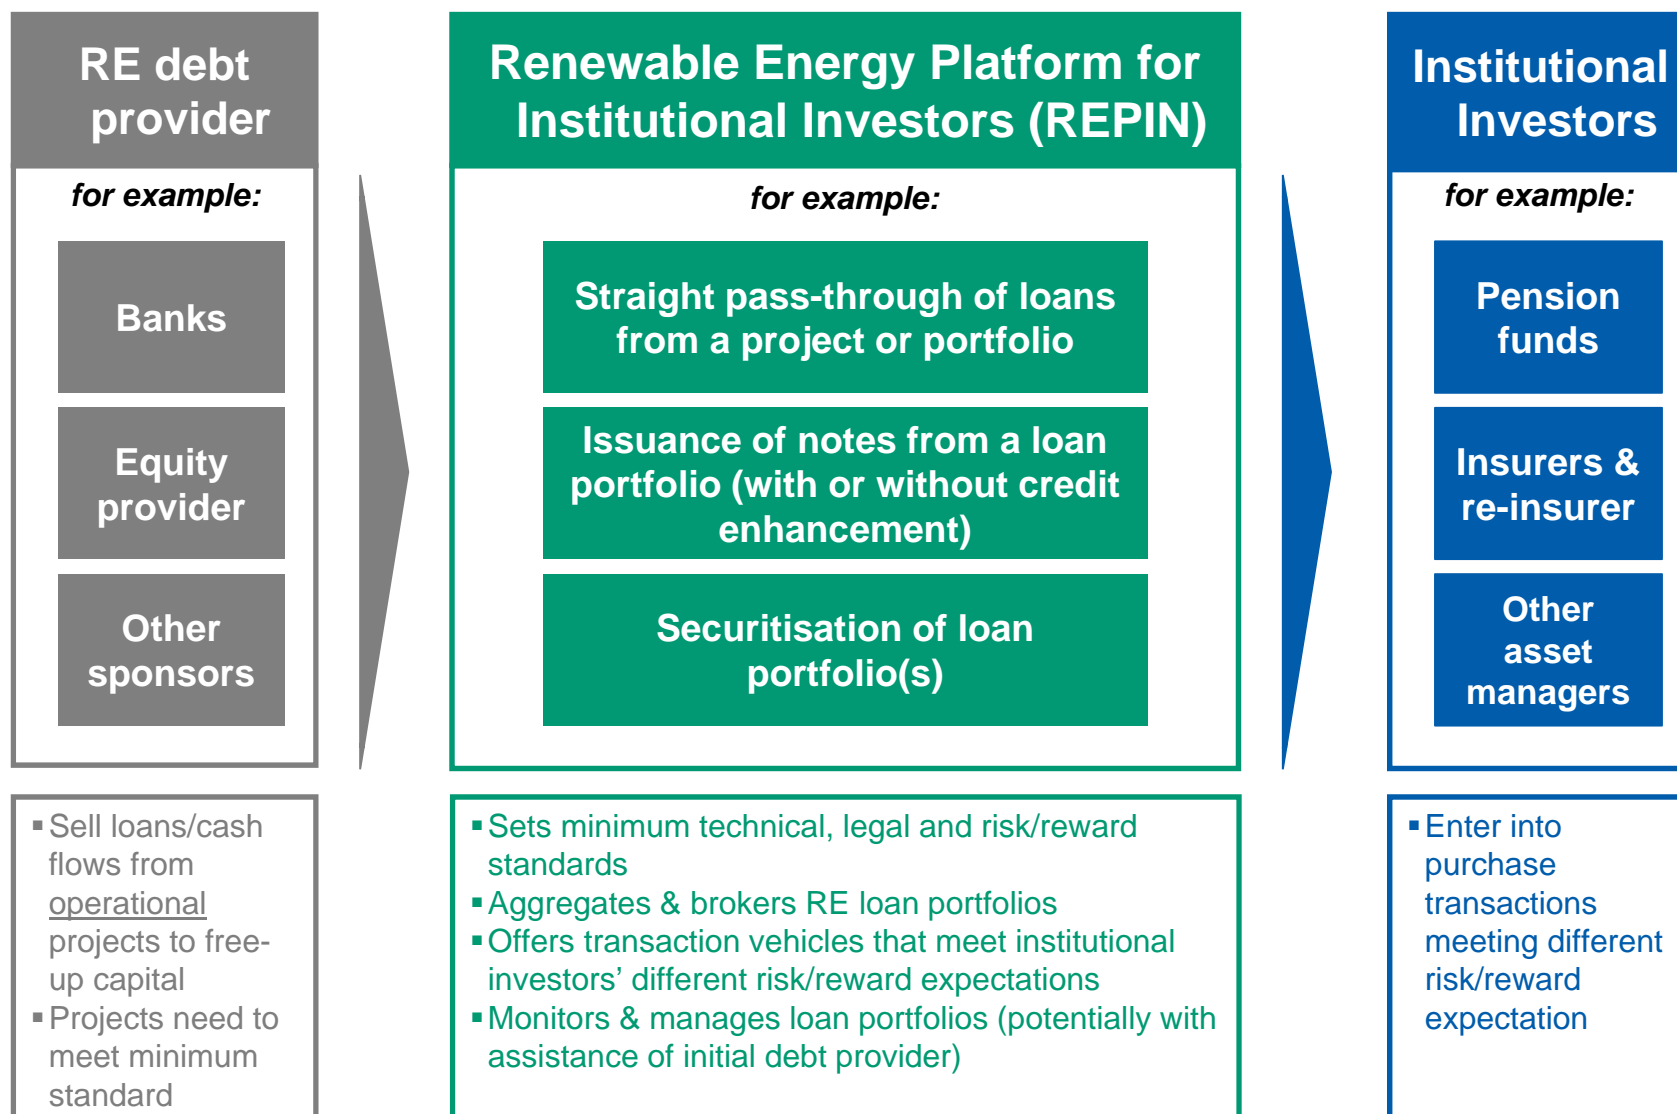 RE debt
provider
for example:
Banks
Equity
provider
Other
sponsors
▪Sell loans/cash
flows from
operational
projects to free-
up capital
▪Projects need to
meet minimum
standard
Renewable Energy Platform for
Institutional Investors (REPIN)
for example:
Straight pass-through of loans
from a project or portfolio
Issuance of notes from a loan
portfolio (with or without credit
enhancement)
Securitisation of loan
portfolio(s)
▪Sets minimum technical, legal and risk/reward
standards
▪Aggregates & brokers RE loan portfolios
▪Offers transaction vehicles that meet institutional
investors’ different risk/reward expectations
▪Monitors & manages loan portfolios (potentially with
assistance of initial debt provider)
Institutional
Investors
for example:
Pension
funds
Insurers &
re-insurer
Other
asset
managers
▪Enter into
purchase
transactions
meeting different
risk/reward
expectation